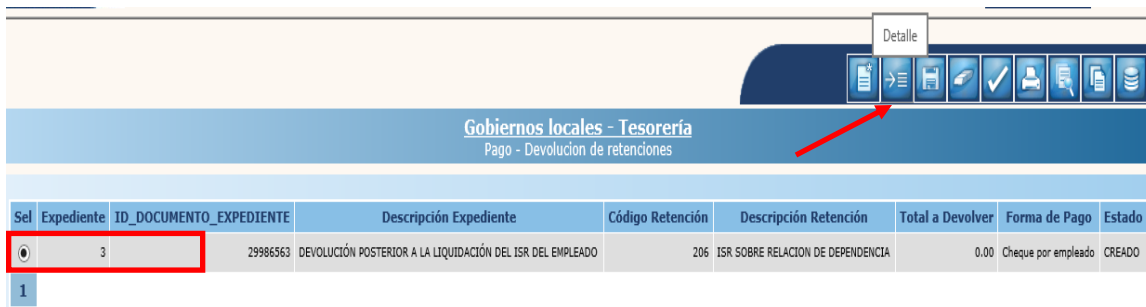 Detalle
Gobiernos locales - Tesorería
Pago - Devolucion de retenciones
Sel Expediente ID_DOCUMENTO_EXPEDIENTE Descripción Expediente Código Retención Descripción Retención Total a Devolver Forma de Pago Estado
3 29986563 DEVOLUCIÓN POSTERIOR A LA LIQUIDACIÓN DEL ISR DEL EMPLEADO 206 ISR SOBRE RELACION DE DEPENDENCIA 0.00 Cheque por empleado CREADO
1